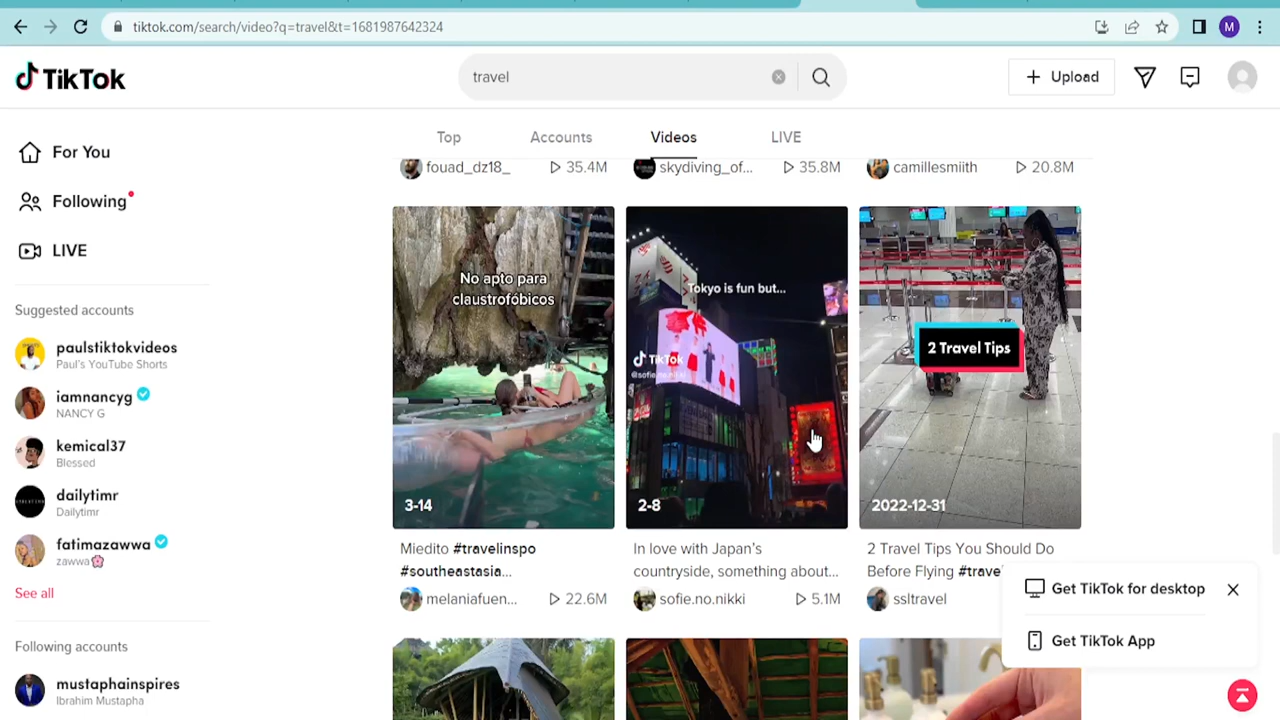 tiktok.com/search/video?q=travel&t=1681987642324
M
TikTok
travel
Upload
Top
Accounts
Videos
LIVE
For You
Following
LIVE
Suggested accounts
paulstiktokvideos
Paul's YouTube Shorts
iamnancyg
NANCY G
kemical37
Blessed
dailytimr
Dailytimr
fatimazawwa
zawwa🌸
See all
Following accounts
mustaphainspires
Ibrahim Mustapha
fouad_dz18_
35.4M
skydiving_of...
35.8M
camillesmiith
20.8M
No apto para
claustrofóbicos
3-14
Miedito #travelinspo
#southeastasia...
melaniafuen...
22.6M
Tokyo is fun but...
TikTok
@sofie.no.nikki
2-8
In love with Japan's
countryside, something about...
sofie.no.nikki
5.1M
2 Travel Tips
2022-12-31
2 Travel Tips You Should Do
Before Flying #trave
ssltravel
Get TikTok for desktop
Get TikTok App